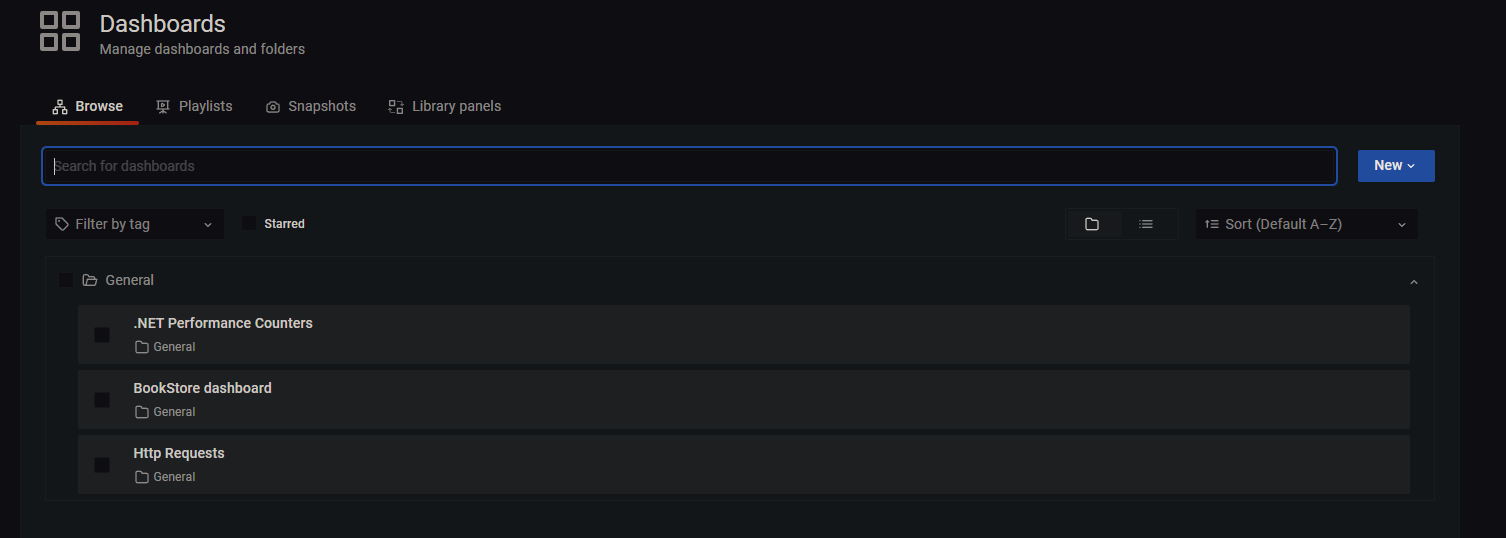 Dashboards
Manage dashboards and folders
Browse Playlists Snapshots Library panels
Search for dashboards
New
Filter by tag Starred Sort (Default A–Z)
General
.NET Performance Counters
General
BookStore dashboard
General
Http Requests
General